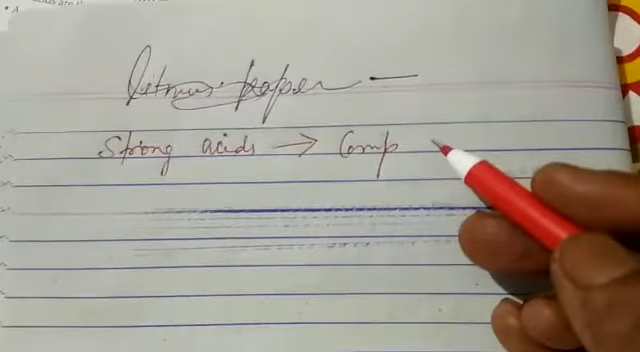 litmus paper —
Strong acids → Comp